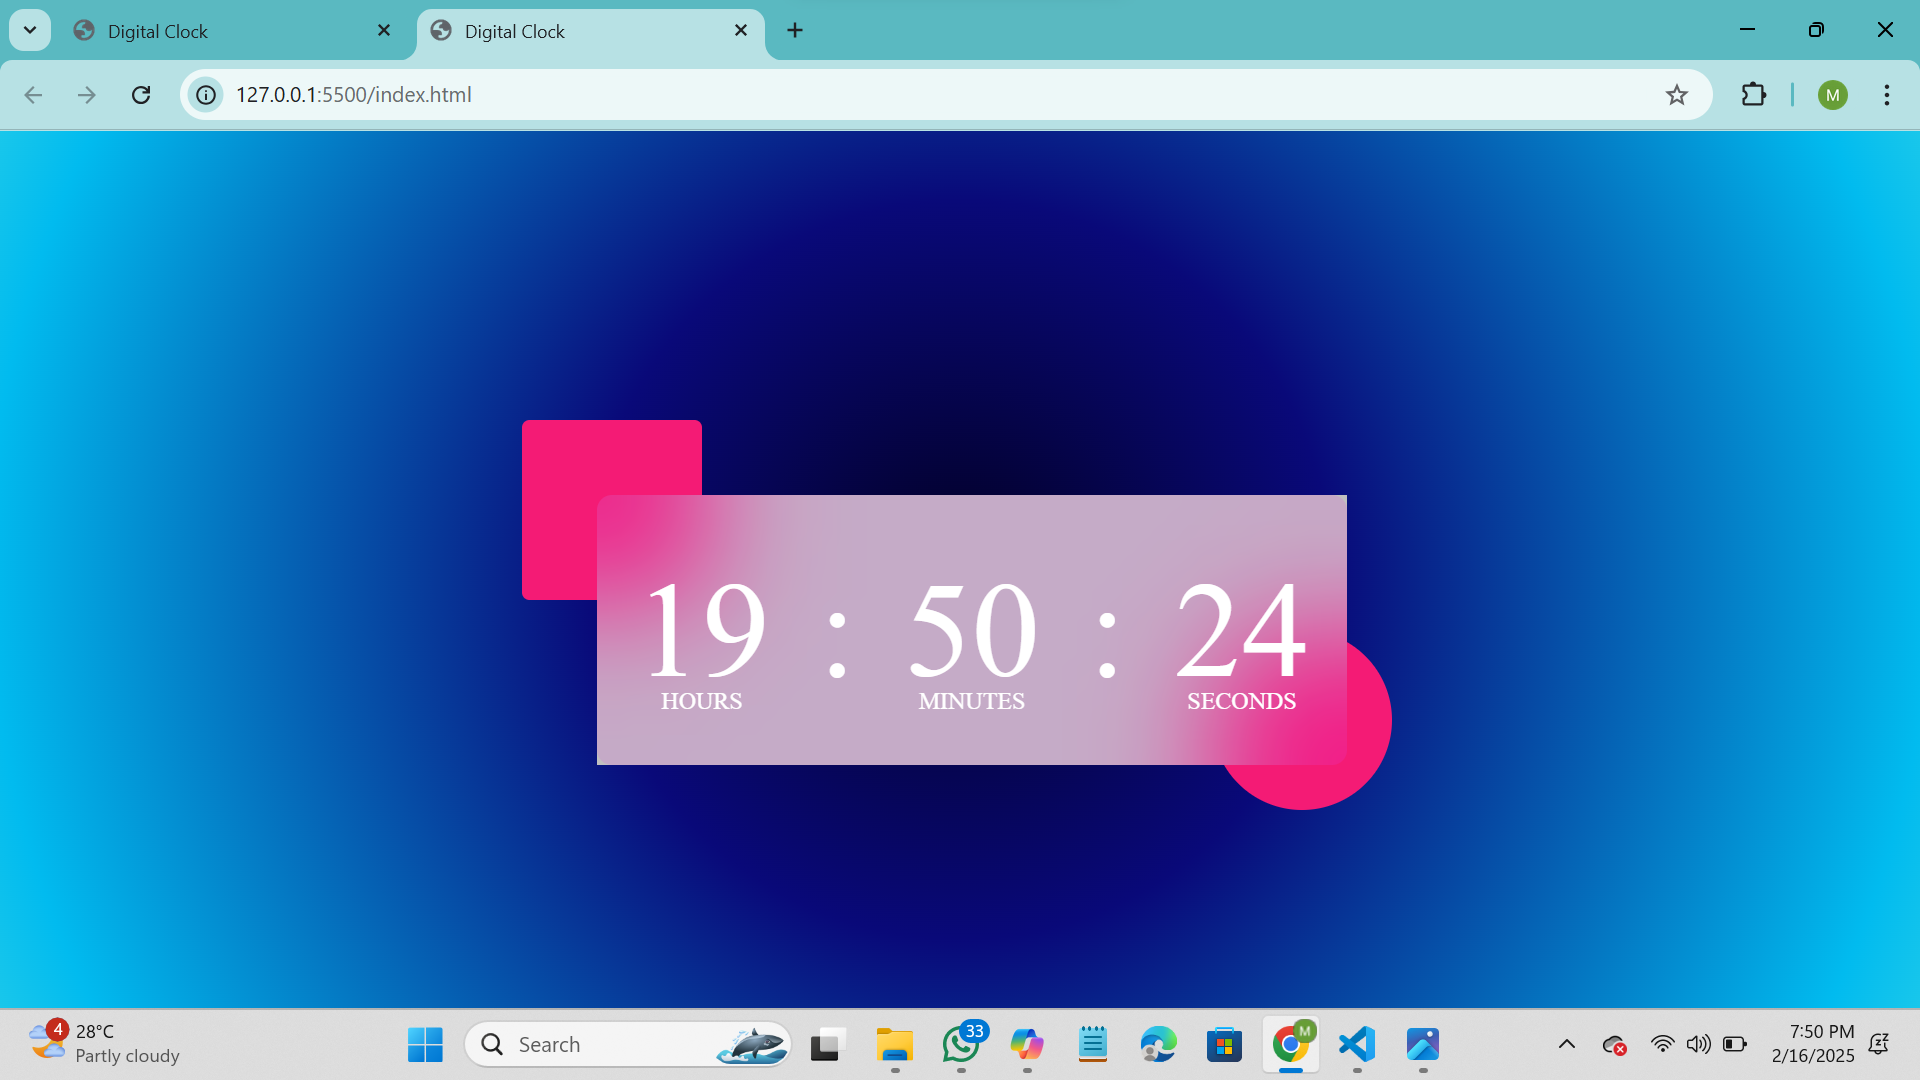 Digital Clock
Digital Clock
127.0.0.1:5500/index.html
M
19 : 50 : 24
HOURS MINUTES SECONDS
4
28°C
Partly cloudy
Search
33
M
7:50 PM
2/16/2025